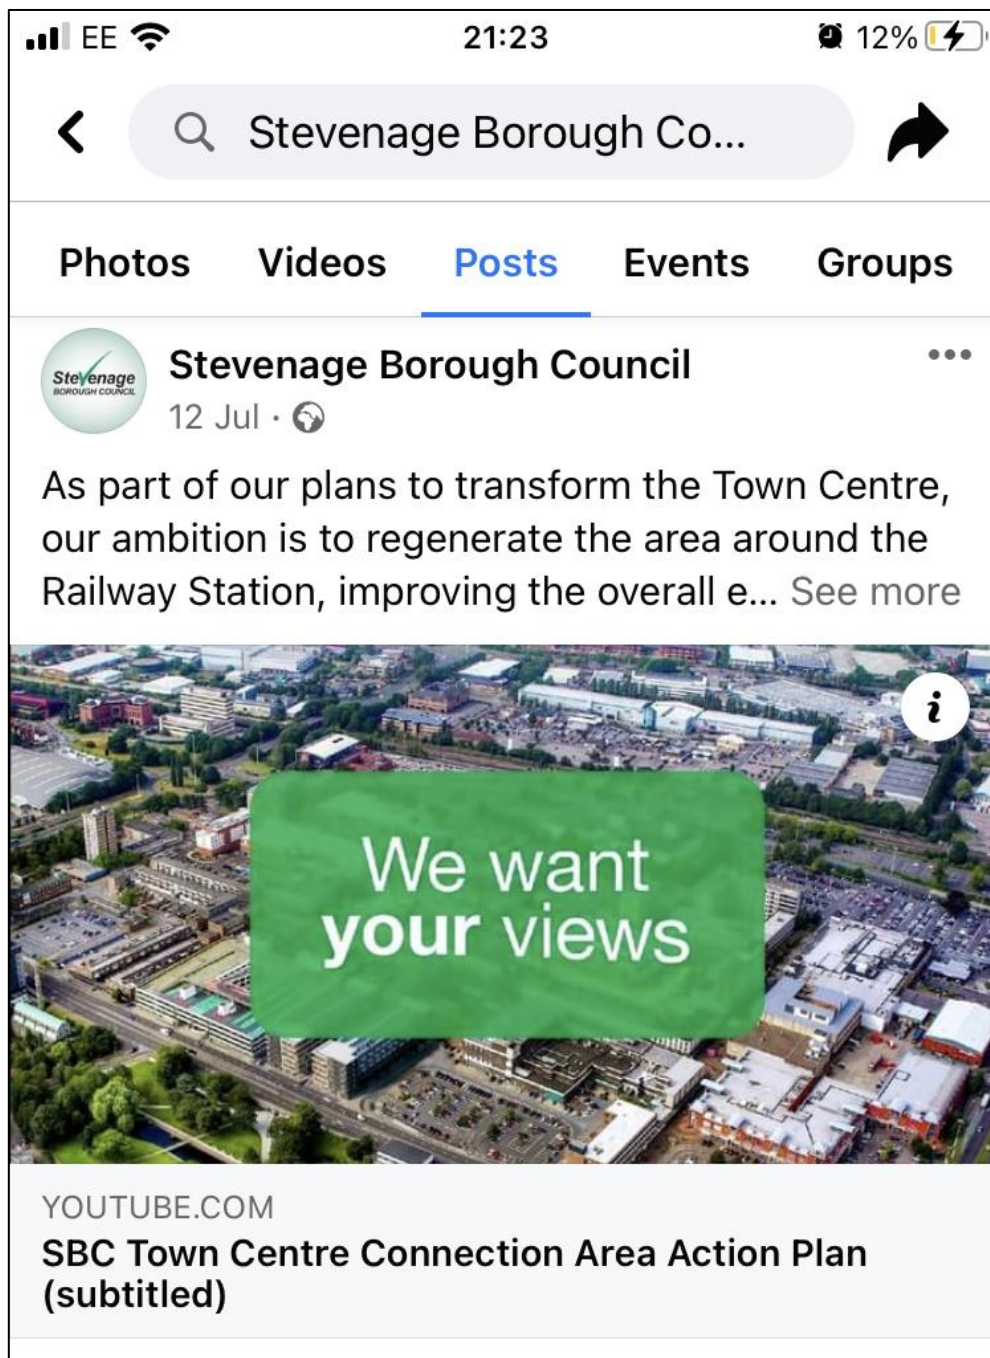 EE 21:23 12%
Stevenage Borough Co...
Photos Videos Posts Events Groups
Stevenage
BOROUGH COUNCIL
Stevenage Borough Council
12 Jul ·
As part of our plans to transform the Town Centre,
our ambition is to regenerate the area around the
Railway Station, improving the overall e... See more
i
We want
your views
YOUTUBE.COM
SBC Town Centre Connection Area Action Plan
(subtitled)